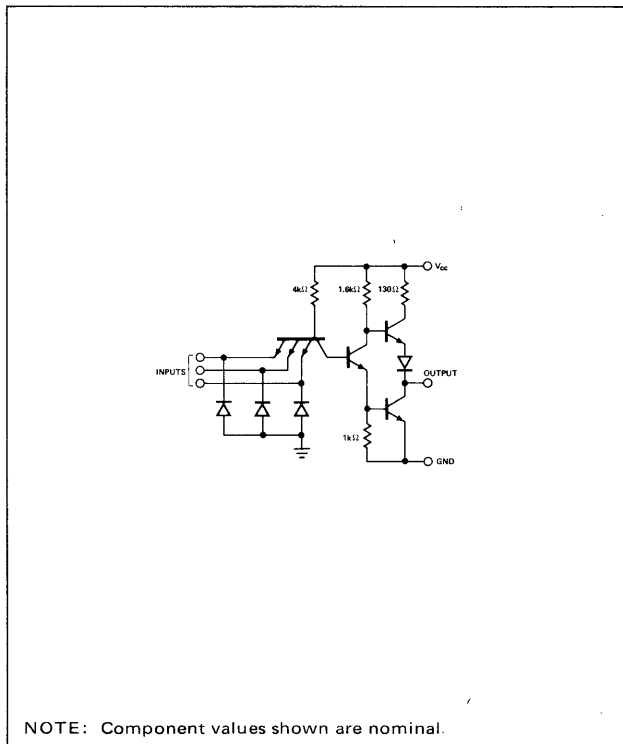 Vcc
4kΩ 1.6kΩ 130Ω
INPUTS
OUTPUT
1kΩ
GND
NOTE: Component values shown are nominal.